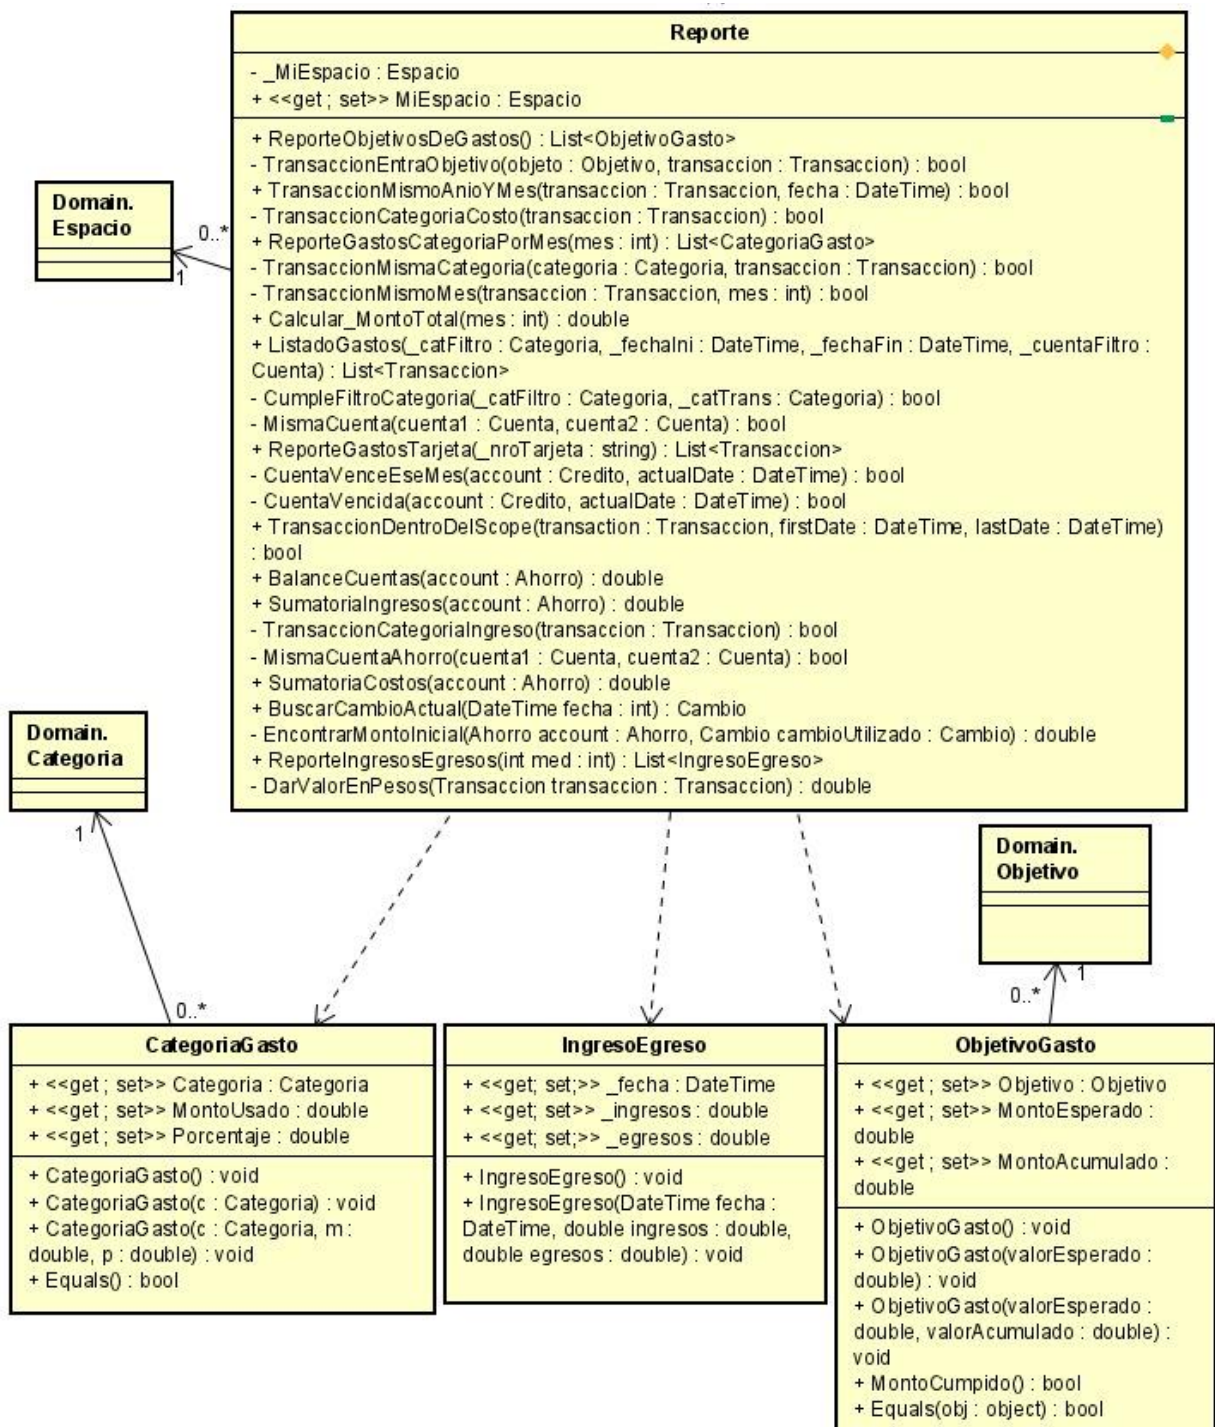 Reporte
- _MiEspacio : Espacio
+ <<get ; set>> MiEspacio : Espacio
+ ReporteObjetivosDeGastos() : List<ObjetivoGasto>
- TransaccionEntraObjetivo(objeto : Objetivo, transaccion : Transaccion) : bool
+ TransaccionMismoAnioYMes(transaccion : Transaccion, fecha : DateTime) : bool
- TransaccionCategoriaCosto(transaccion : Transaccion) : bool
+ ReporteGastosCategoriaPorMes(mes : int) : List<CategoriaGasto>
- TransaccionMismaCategoria(categoria : Categoria, transaccion : Transaccion) : bool
- TransaccionMismoMes(transaccion : Transaccion, mes : int) : bool
+ Calcular_MontoTotal(mes : int) : double
+ ListadoGastos(_catFiltro : Categoria, _fechaIni : DateTime, _fechaFin : DateTime, _cuentaFiltro :
Cuenta) : List<Transaccion>
- CumpleFiltroCategoria(_catFiltro : Categoria, _catTrans : Categoria) : bool
- MismaCuenta(cuenta1 : Cuenta, cuenta2 : Cuenta) : bool
+ ReporteGastosTarjeta(_nroTarjeta : string) : List<Transaccion>
- CuentaVenceEseMes(account : Credito, actualDate : DateTime) : bool
- CuentaVencida(account : Credito, actualDate : DateTime) : bool
+ TransaccionDentroDelScope(transaction : Transaccion, firstDate : DateTime, lastDate : DateTime)
: bool
+ BalanceCuentas(account : Ahorro) : double
+ SumatoriaIngresos(account : Ahorro) : double
- TransaccionCategoriaIngreso(transaccion : Transaccion) : bool
- MismaCuentaAhorro(cuenta1 : Cuenta, cuenta2 : Cuenta) : bool
+ SumatoriaCostos(account : Ahorro) : double
+ BuscarCambioActual(DateTime fecha : int) : Cambio
- EncontrarMontoInicial(Ahorro account : Ahorro, Cambio cambioUtilizado : Cambio) : double
+ ReporteIngresosEgresos(int med : int) : List<IngresoEgreso>
- DarValorEnPesos(Transaccion transaccion : Transaccion) : double
Domain.
Espacio
0..*
1
Domain.
Categoria
1
0..*
Domain.
Objetivo
1
0..*
CategoriaGasto
+ <<get ; set>> Categoria : Categoria
+ <<get ; set>> MontoUsado : double
+ <<get ; set>> Porcentaje : double
+ CategoriaGasto() : void
+ CategoriaGasto(c : Categoria) : void
+ CategoriaGasto(c : Categoria, m :
double, p : double) : void
+ Equals() : bool
IngresoEgreso
+ <<get; set;>> _fecha : DateTime
+ <<get; set>> _ingresos : double
+ <<get; set;>> _egresos : double
+ IngresoEgreso() : void
+ IngresoEgreso(DateTime fecha :
DateTime, double ingresos : double,
double egresos : double) : void
ObjetivoGasto
+ <<get ; set>> Objetivo : Objetivo
+ <<get ; set>> MontoEsperado :
double
+ <<get ; set>> MontoAcumulado :
double
+ ObjetivoGasto() : void
+ ObjetivoGasto(valorEsperado :
double) : void
+ ObjetivoGasto(valorEsperado :
double, valorAcumulado : double) :
void
+ MontoCumpido() : bool
+ Equals(obj : object) : bool